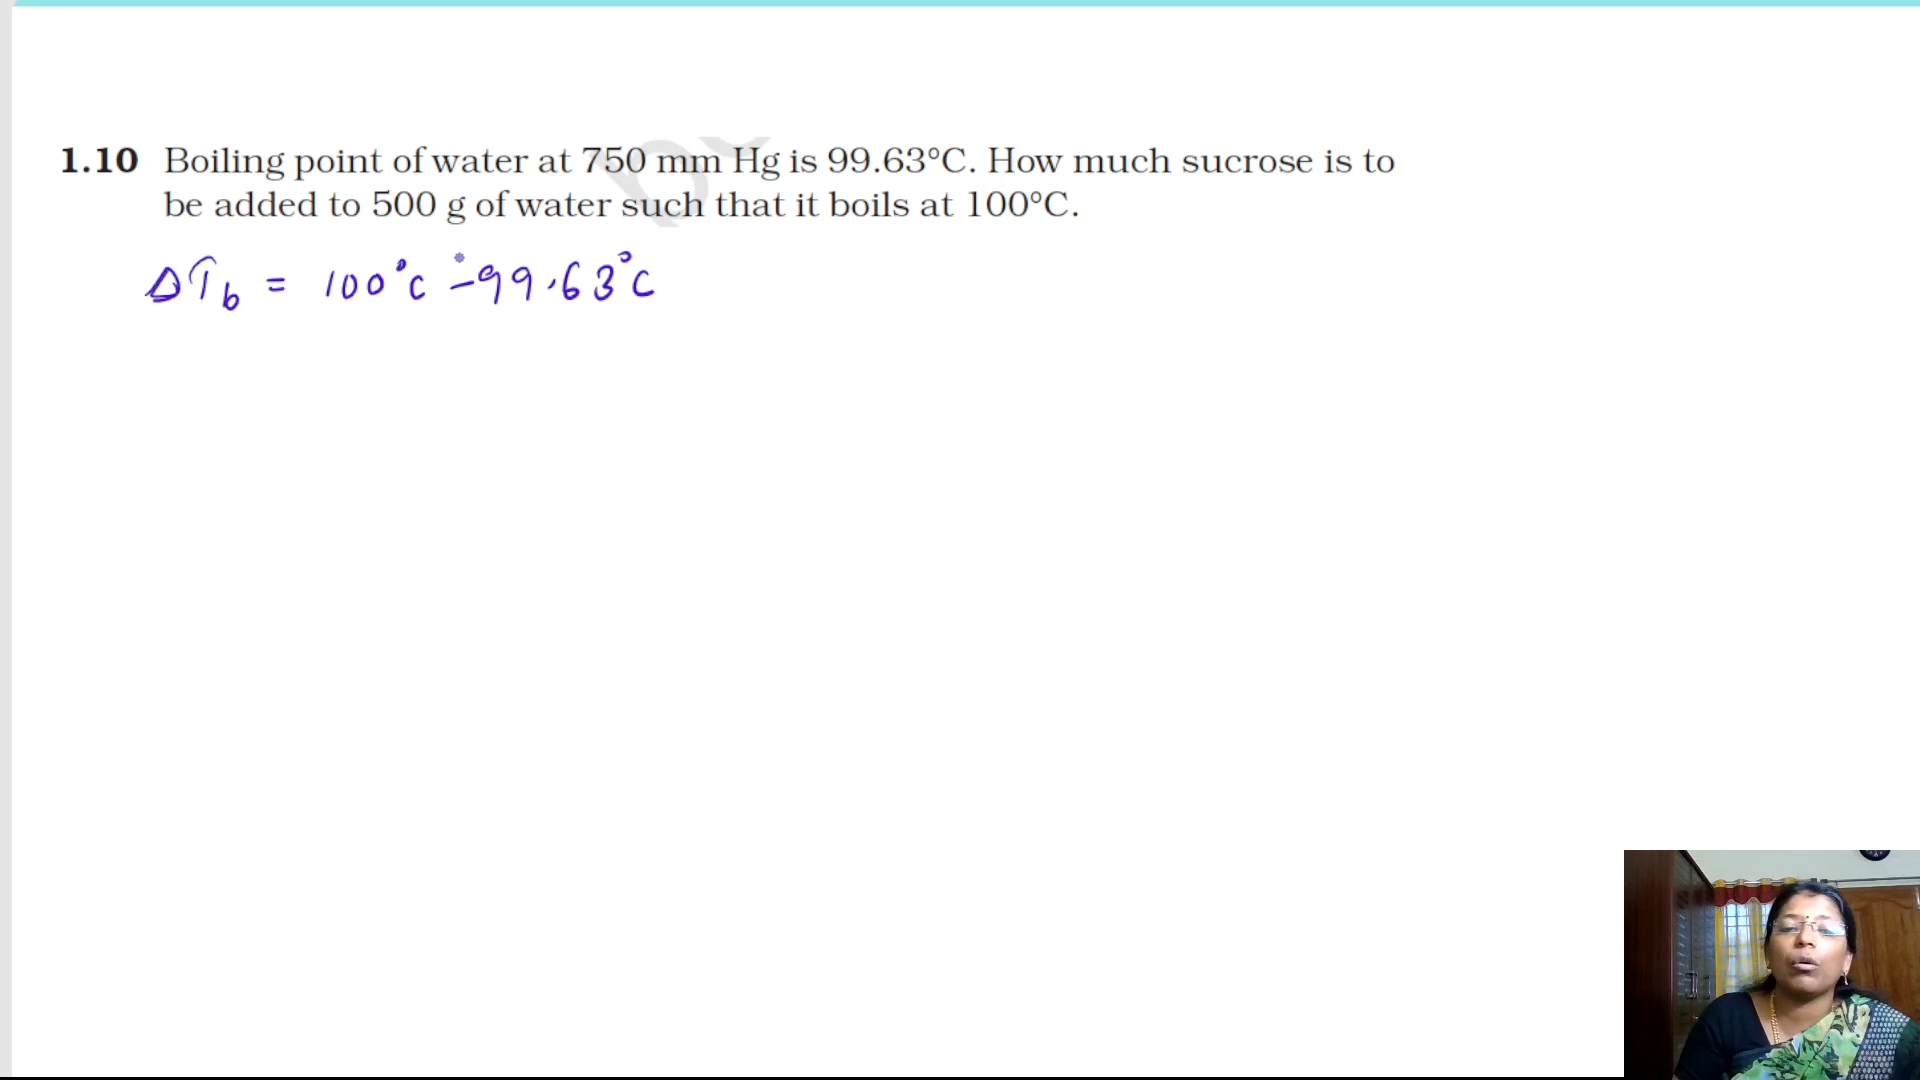 1.10 Boiling point of water at 750 mm Hg is 99.63°C. How much sucrose is to
be added to 500 g of water such that it boils at 100°C.
ΔTb = 100°C - 99.63°C